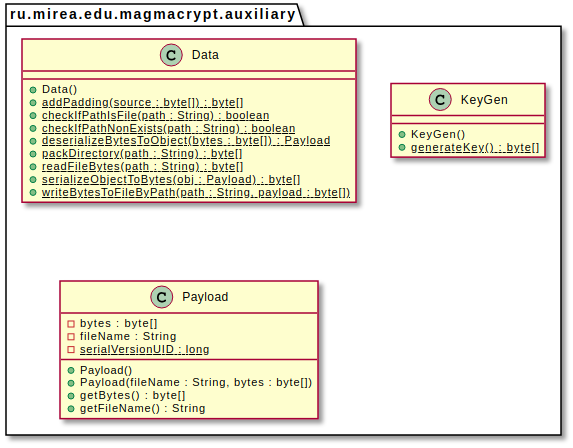 ru.mirea.edu.magmacrypt.auxiliary
C Data
Data()
addPadding(source : byte[]) : byte[]
checkIfPathIsFile(path : String) : boolean
checkIfPathNonExists(path : String) : boolean
deserializeBytesToObject(bytes : byte[]) : Payload
packDirectory(path : String) : byte[]
readFileBytes(path : String) : byte[]
serializeObjectToBytes(obj : Payload) : byte[]
writeBytesToFileByPath(path : String, payload : byte[])
C KeyGen
KeyGen()
generateKey() : byte[]
C Payload
bytes : byte[]
fileName : String
serialVersionUID : long
Payload()
Payload(fileName : String, bytes : byte[])
getBytes() : byte[]
getFileName() : String